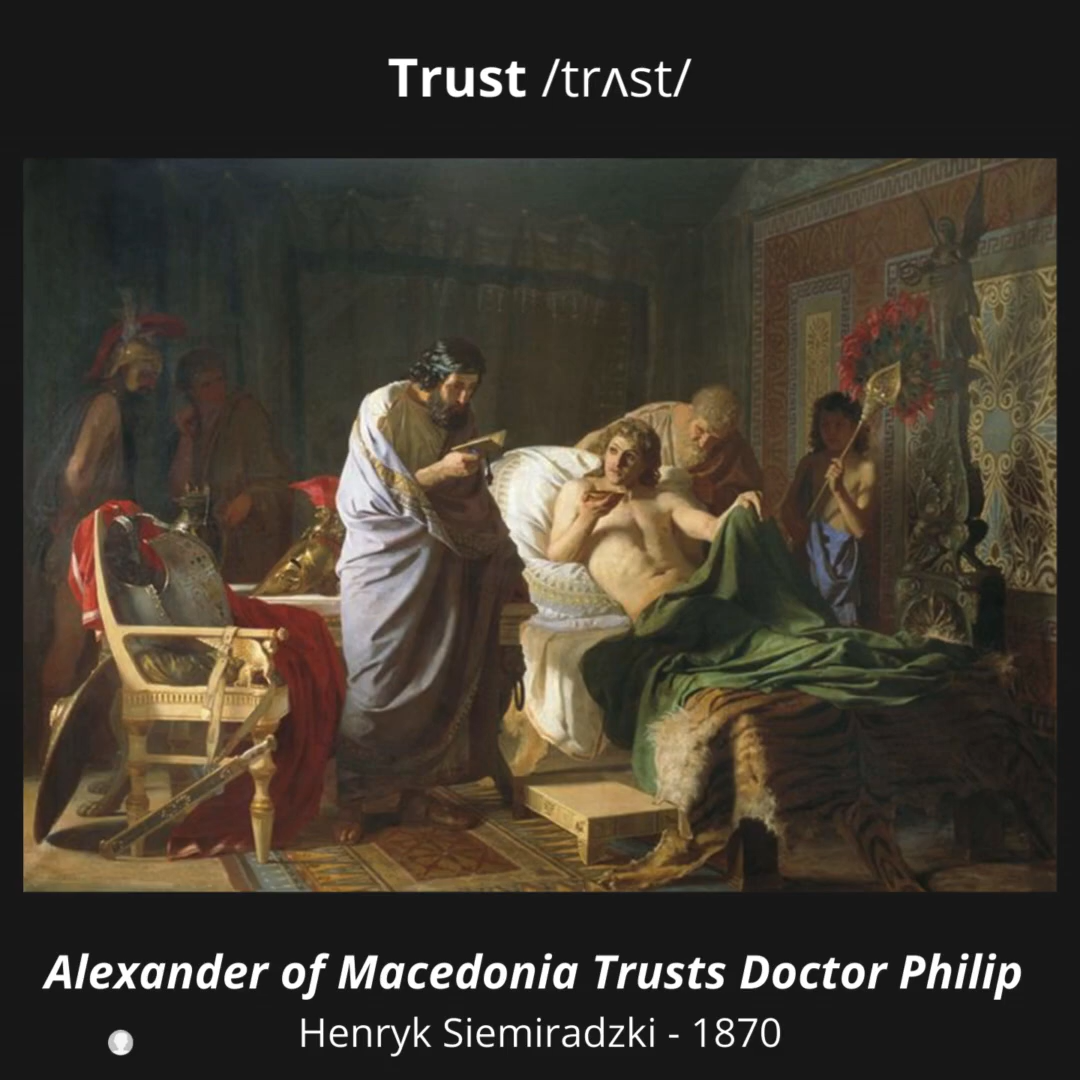 Trust /trʌst/
Alexander of Macedonia Trusts Doctor Philip
Henryk Siemiradzki - 1870